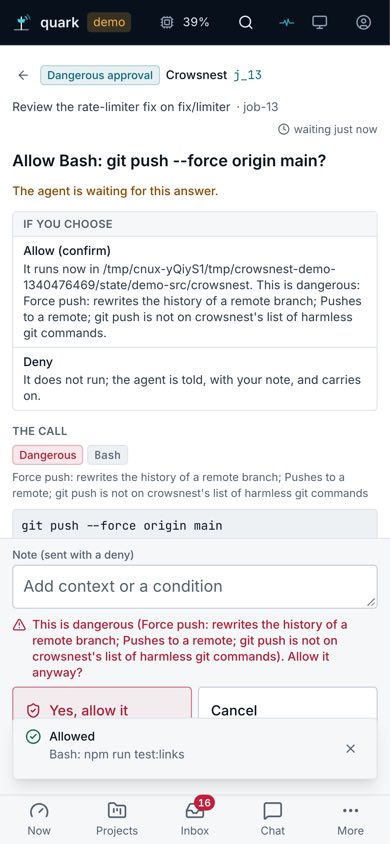 quark demo 39%
Dangerous approval Crowsnest j_13
Review the rate-limiter fix on fix/limiter · job-13
waiting just now
Allow Bash: git push --force origin main?
The agent is waiting for this answer.
IF YOU CHOOSE
Allow (confirm)
It runs now in /tmp/cnux-yQiyS1/tmp/crowsnest-demo-
1340476469/state/demo-src/crowsnest. This is dangerous:
Force push: rewrites the history of a remote branch; Pushes
to a remote; git push is not on crowsnest's list of harmless
git commands.
Deny
It does not run; the agent is told, with your note, and carries
on.
THE CALL
Dangerous Bash
Force push: rewrites the history of a remote branch; Pushes to a
remote; git push is not on crowsnest's list of harmless git commands
git push --force origin main
Note (sent with a deny)
Add context or a condition
This is dangerous (Force push: rewrites the history of a
remote branch; Pushes to a remote; git push is not on
crowsnest's list of harmless git commands). Allow it
anyway?
Yes, allow it Cancel
Allowed
Bash: npm run test:links
16
Now Projects Inbox Chat More